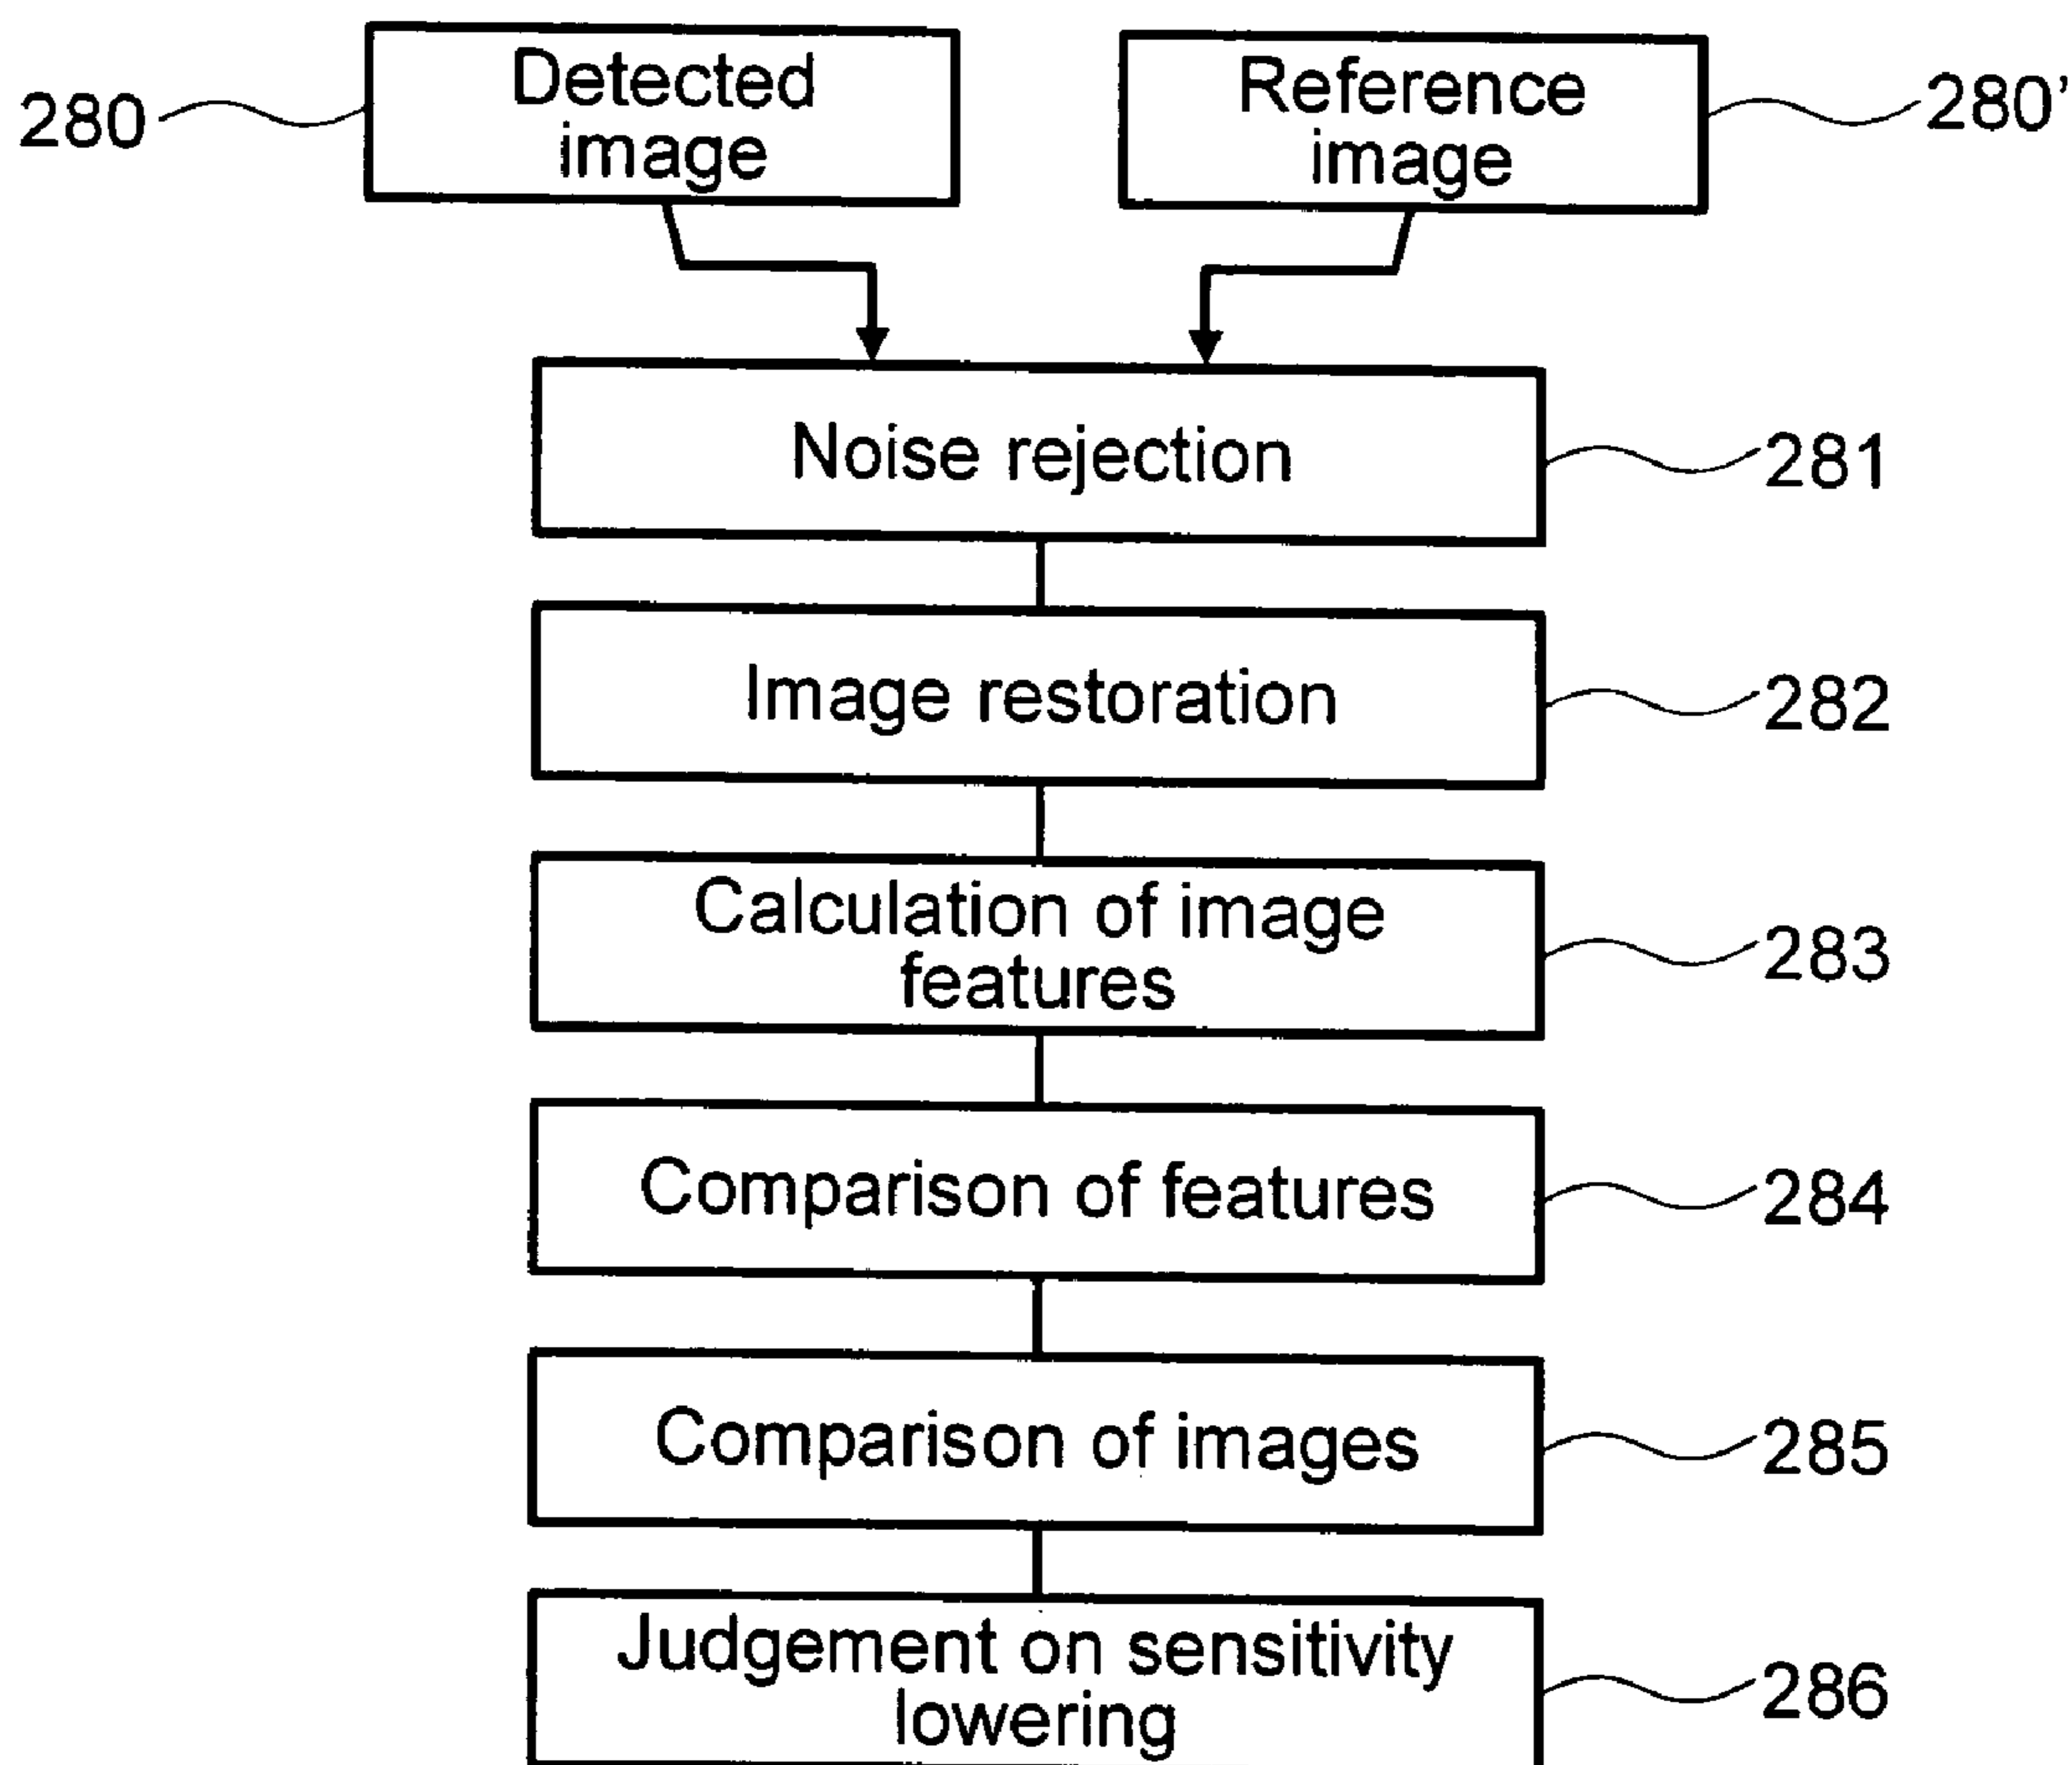 280
Detected
image
Reference
image
280'
Noise rejection
281
Image restoration
282
Calculation of image
features
283
Comparison of features
284
Comparison of images
285
Judgement on sensitivity
lowering
286